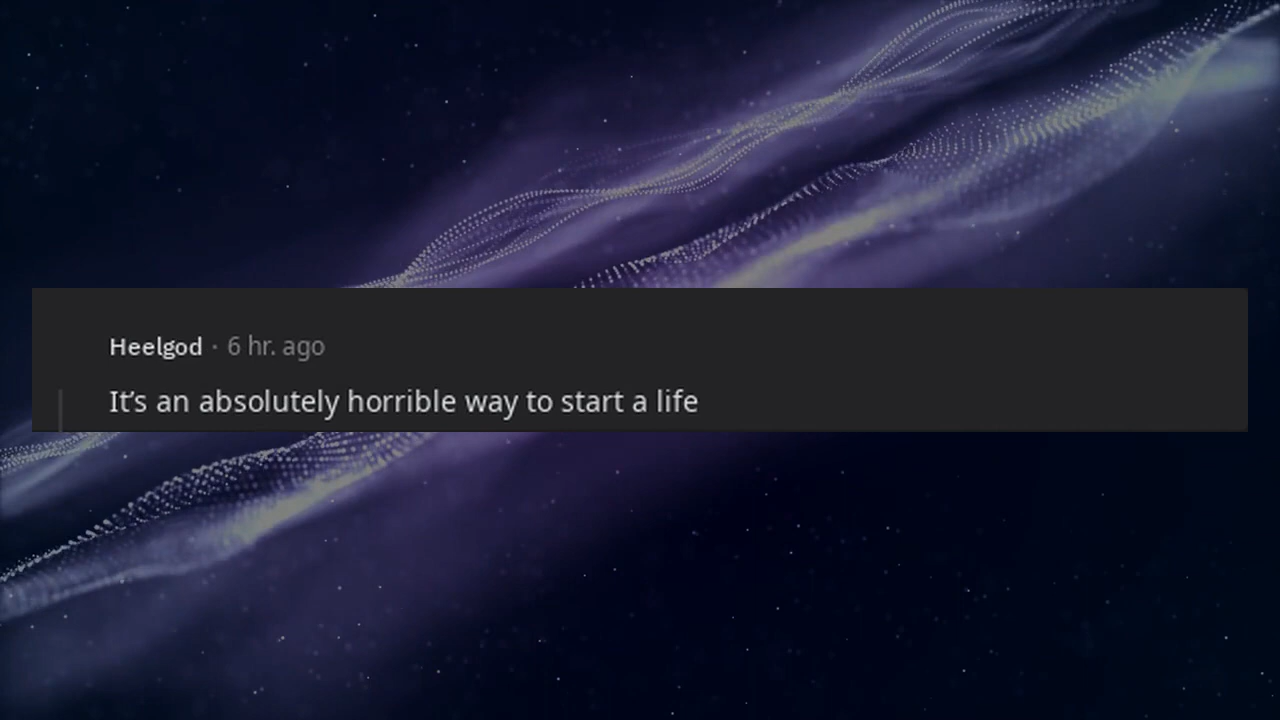 Heelgod · 6 hr. ago
It’s an absolutely horrible way to start a life